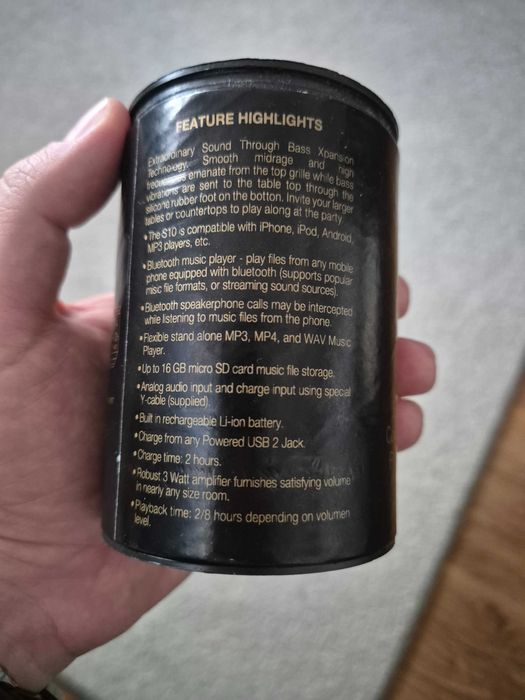 FEATURE HIGHLIGHTS
Extraordinary Sound Through Bass Xpansion
Technology. Smooth midrage and high
frequencies emanate from the top grille while bass
vibrations are sent to the table top through the
silicone rubber foot on the botton. Invite your larger
tables or countertops to play along at the party.
•The S10 is compatible with iPhone, iPod, Android,
MP3 players, etc.
•Bluetooth music player - play files from any mobile
phone equipped with bluetooth (supports popular
misic file formats, or streaming sound sources).
•Bluetooth speakerphone calls may be intercepted
while listening to music files from the phone.
•Flexible stand alone MP3, MP4, and WAV Music
Player.
•Up to 16 GB micro SD card music file storage.
•Analog audio input and charge input using special
Y-cable (supplied)
•Built in rechargeable Li-ion battery.
•Charge from any Powered USB 2 Jack.
•Charge time: 2 hours.
•Robust 3 Watt amplifier furnishes satisfying volume
in nearly any size room.
•Playback time: 2/8 hours depending on volumen
level.